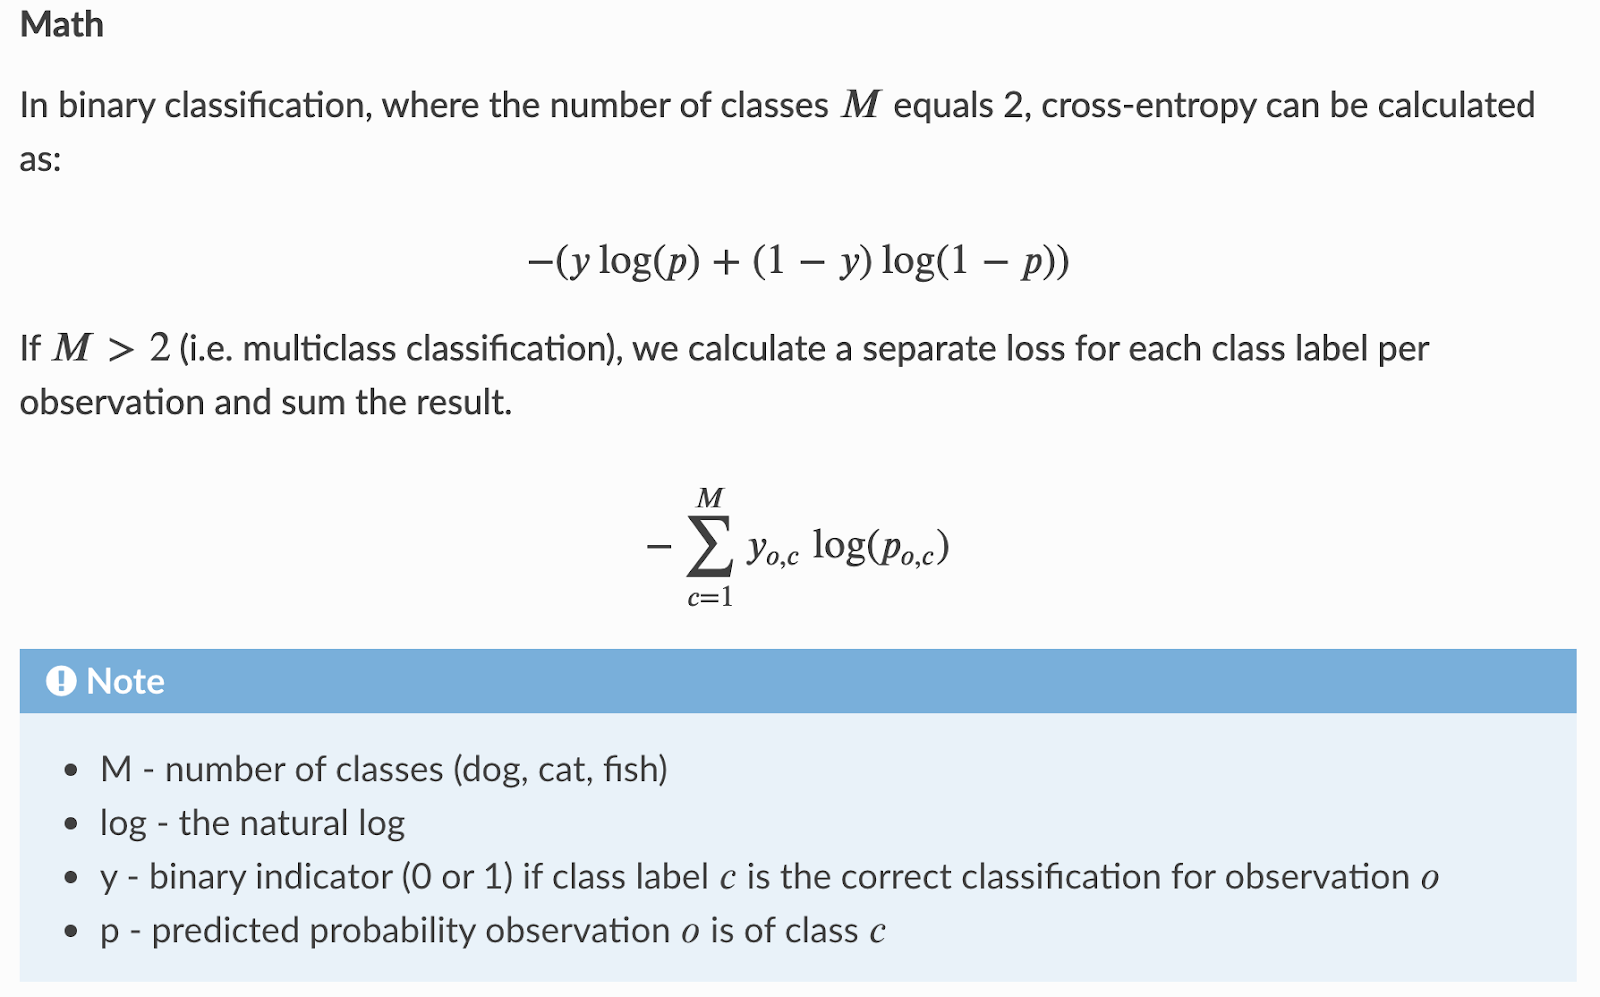 Math
In binary classification, where the number of classes M equals 2, cross-entropy can be calculated
as:
−(y log(p) + (1 − y) log(1 − p))
If M > 2 (i.e. multiclass classification), we calculate a separate loss for each class label per
observation and sum the result.
− ∑_{c=1}^{M} y_{o,c} log(p_{o,c})
Note
• M - number of classes (dog, cat, fish)
• log - the natural log
• y - binary indicator (0 or 1) if class label c is the correct classification for observation o
• p - predicted probability observation o is of class c